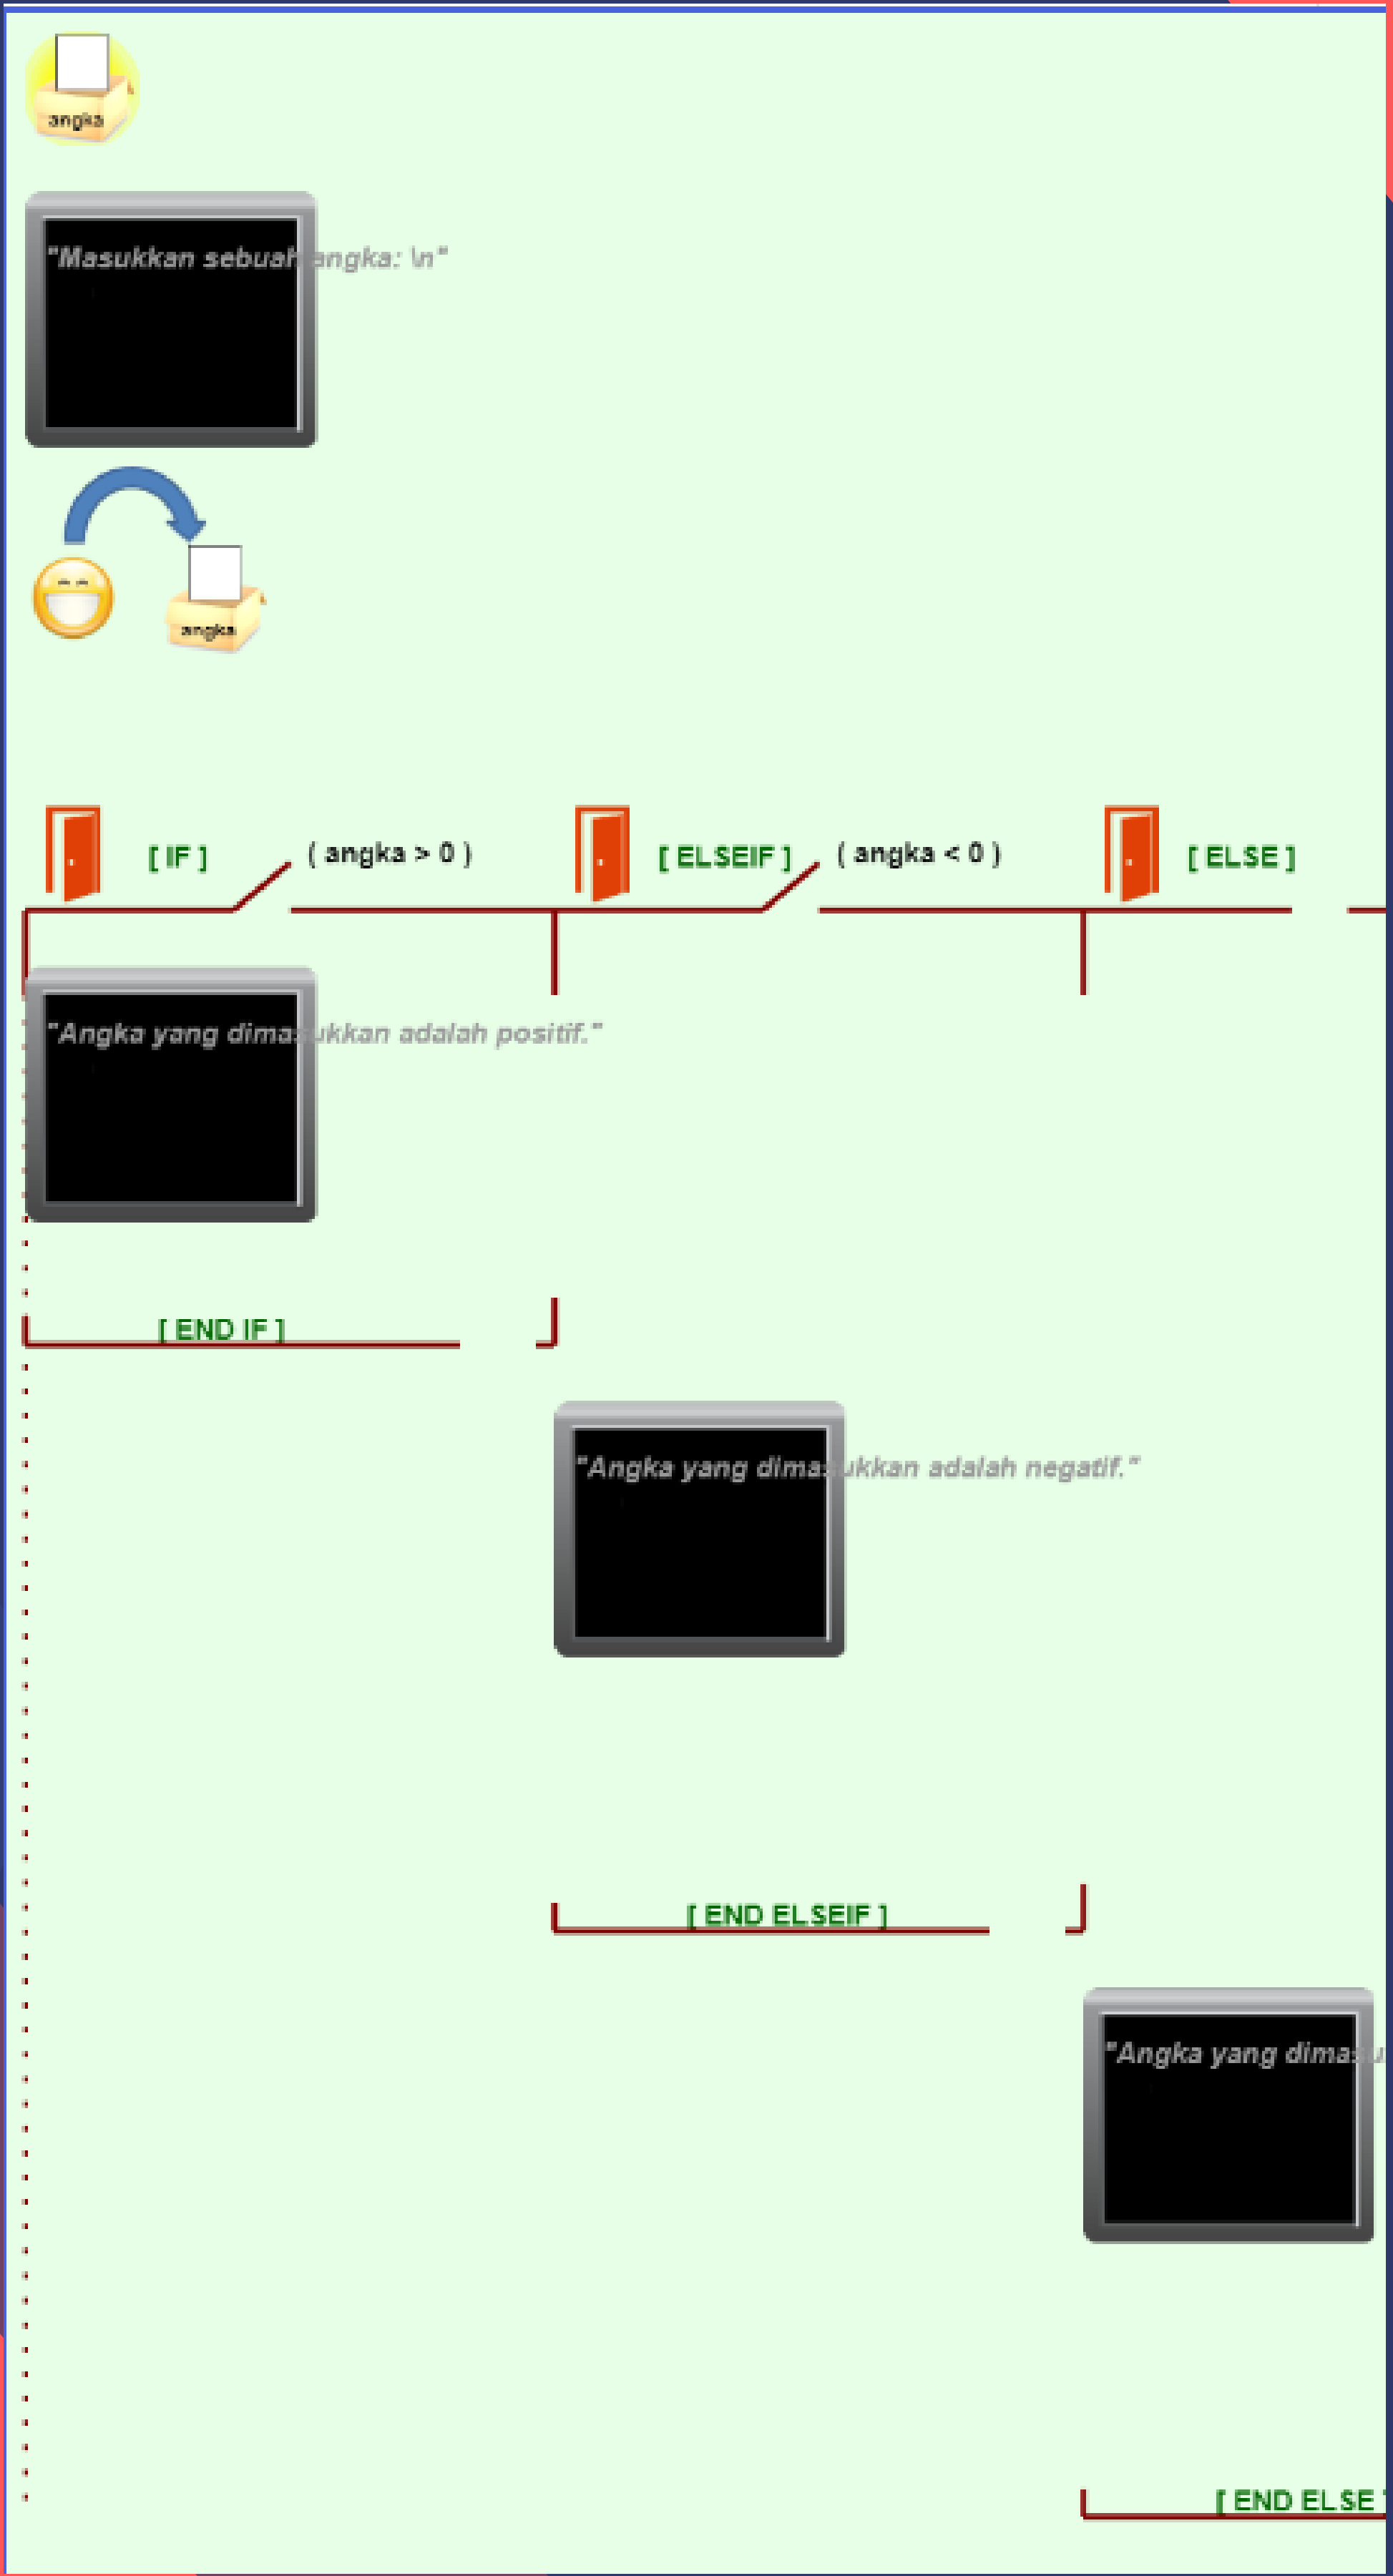 angka
"Masukkan sebuah angka: \n"
angka
[ IF ] ( angka > 0 ) [ ELSEIF ] ( angka < 0 ) [ ELSE ]
"Angka yang dimasukkan adalah positif."
[ END IF ]
"Angka yang dimasukkan adalah negatif."
[ END ELSEIF ]
"Angka yang dimasu
[ END ELSE